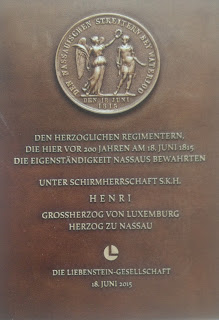 DEN NASSAUISCHEN STREITERN BEY WATERLOO
DEN 18. JUNI
1815
DEN HERZOGLICHEN REGIMENTERN,
DIE HIER VOR 200 JAHREN AM 18. JUNI 1815
DIE EIGENSTÄNDIGKEIT NASSAUS BEWAHRTEN
UNTER SCHIRMHERRSCHAFT S.K.H.
HENRI
GROSSHERZOG VON LUXEMBURG
HERZOG ZU NASSAU
L
DIE LIEBENSTEIN-GESELLSCHAFT
18. JUNI 2015